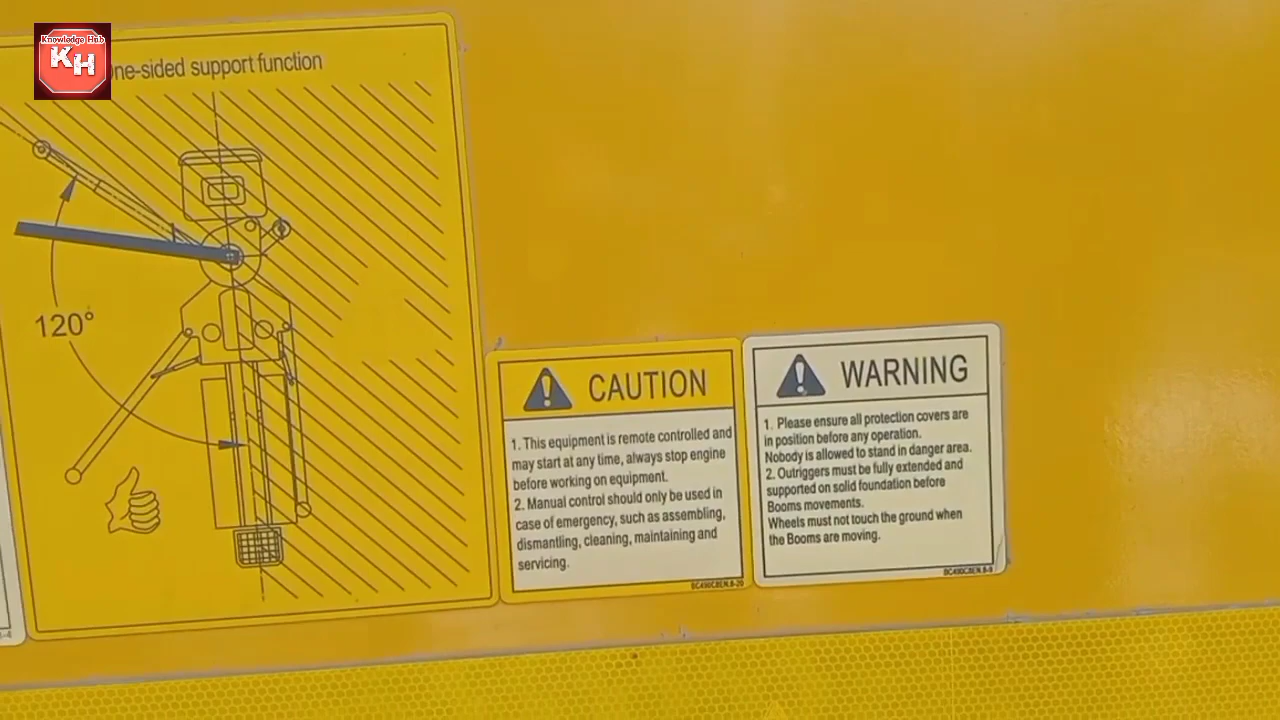 Knowledge Hub
KH
One-sided support function
120°
CAUTION
1. This equipment is remote controlled and
may start at any time, always stop engine
before working on equipment.
2. Manual control should only be used in
case of emergency, such as assembling,
dismantling, cleaning, maintaining and
servicing.
WARNING
1. Please ensure all protection covers are
in position before any operation.
Nobody is allowed to stand in danger area.
2. Outriggers must be fully extended and
supported on solid foundation before
Booms movements.
Wheels must not touch the ground when
the Booms are moving.